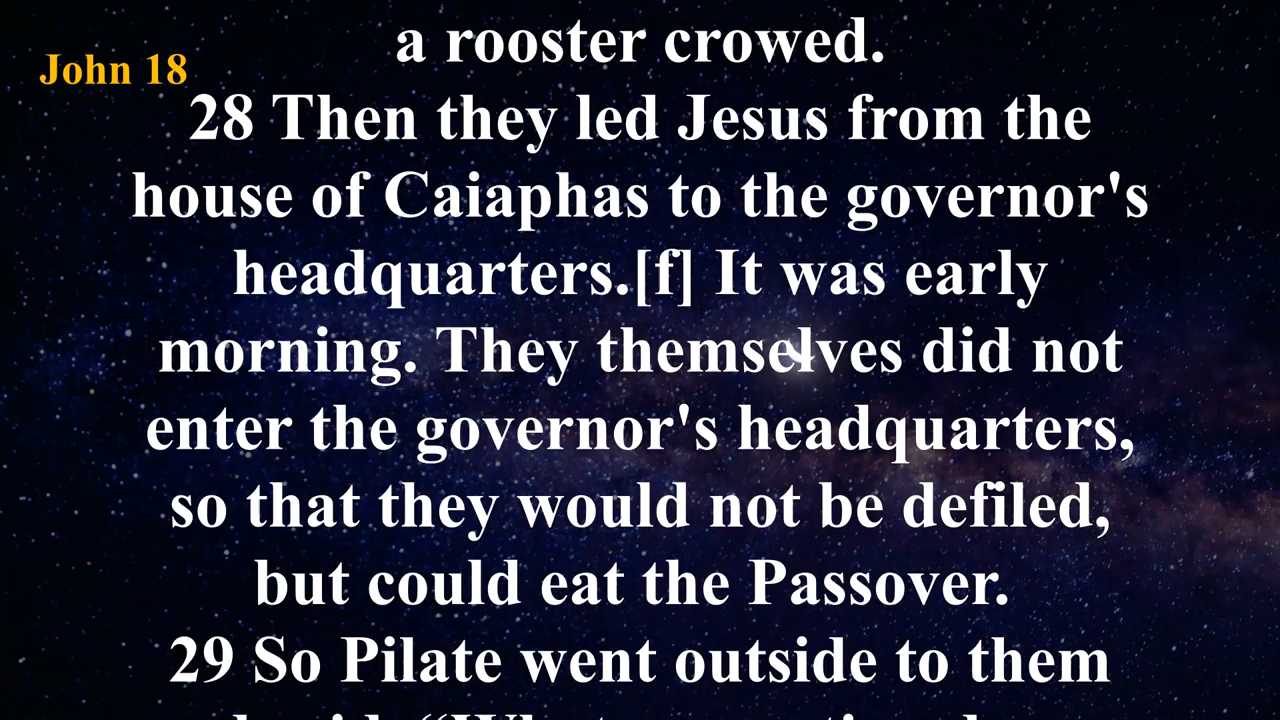 a rooster crowed.
John 18
28 Then they led Jesus from the
house of Caiaphas to the governor's
headquarters.[f] It was early
morning. They themselves did not
enter the governor's headquarters,
so that they would not be defiled,
but could eat the Passover.
29 So Pilate went outside to them